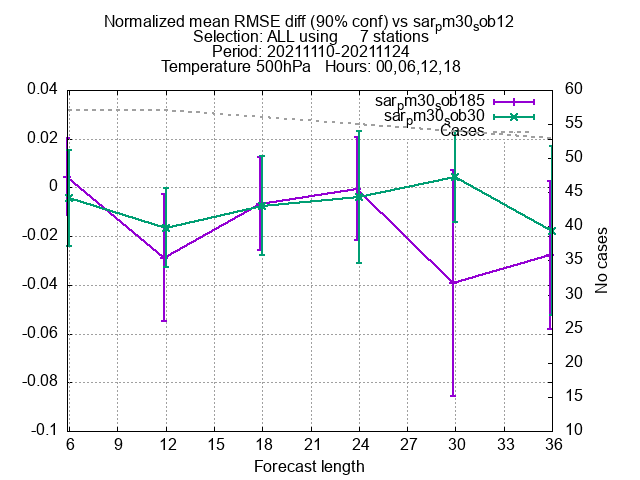 Normalized mean RMSE diff (90% conf) vs sarpm30sob12
Selection: ALL using 7 stations
Period: 20211110-20211124
Temperature 500hPa Hours: 00,06,12,18
sarpm30sob185
sarpm30sob30
Cases
0.04
0.02
0
-0.02
-0.04
-0.06
-0.08
-0.1
60
55
50
45
40
35
30
25
20
15
10
No cases
6 9 12 15 18 21 24 27 30 33 36
Forecast length